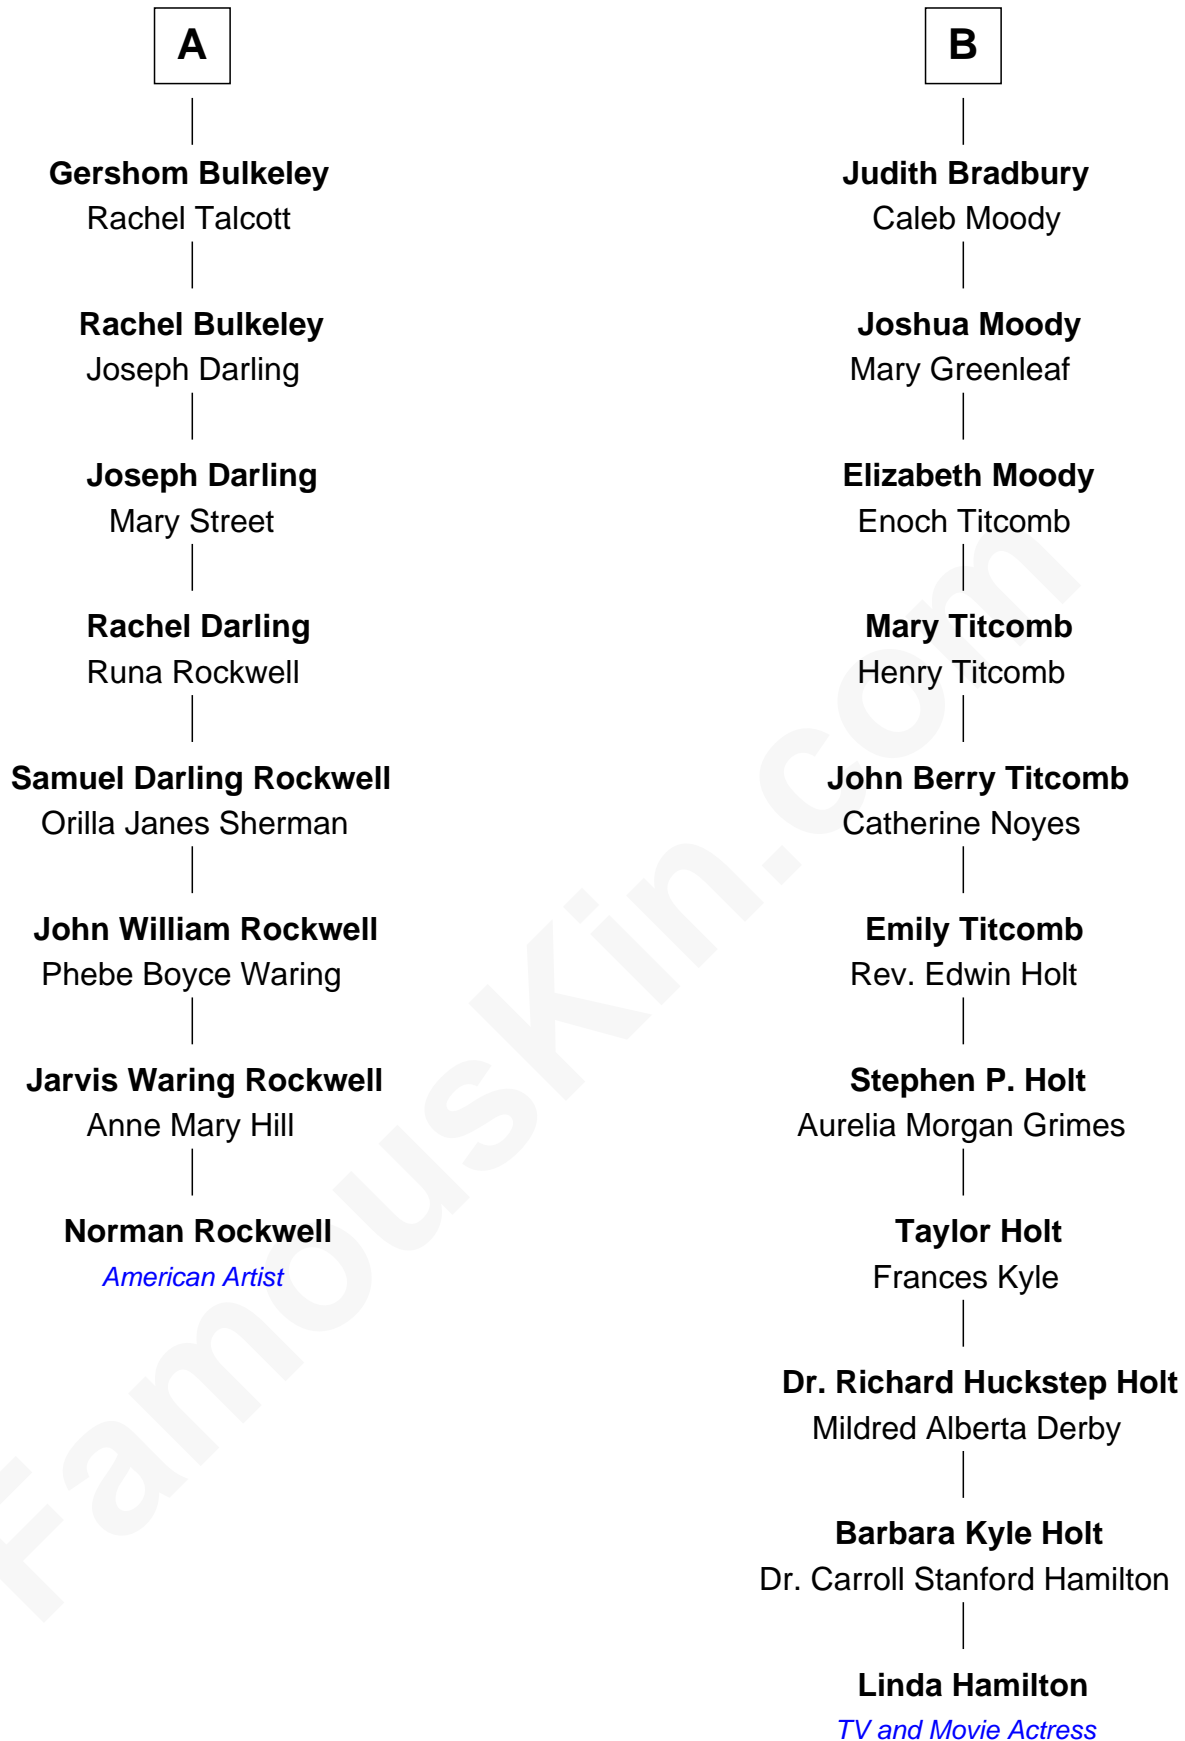 A
Gershom Bulkeley
Rachel Talcott
Rachel Bulkeley
Joseph Darling
Joseph Darling
Mary Street
Rachel Darling
Runa Rockwell
Samuel Darling Rockwell
Orilla Janes Sherman
John William Rockwell
Phebe Boyce Waring
Jarvis Waring Rockwell
Anne Mary Hill
Norman Rockwell
American Artist
B
Judith Bradbury
Caleb Moody
Joshua Moody
Mary Greenleaf
Elizabeth Moody
Enoch Titcomb
Mary Titcomb
Henry Titcomb
John Berry Titcomb
Catherine Noyes
Emily Titcomb
Rev. Edwin Holt
Stephen P. Holt
Aurelia Morgan Grimes
Taylor Holt
Frances Kyle
Dr. Richard Huckstep Holt
Mildred Alberta Derby
Barbara Kyle Holt
Dr. Carroll Stanford Hamilton
Linda Hamilton
TV and Movie Actress
FamousKin.com